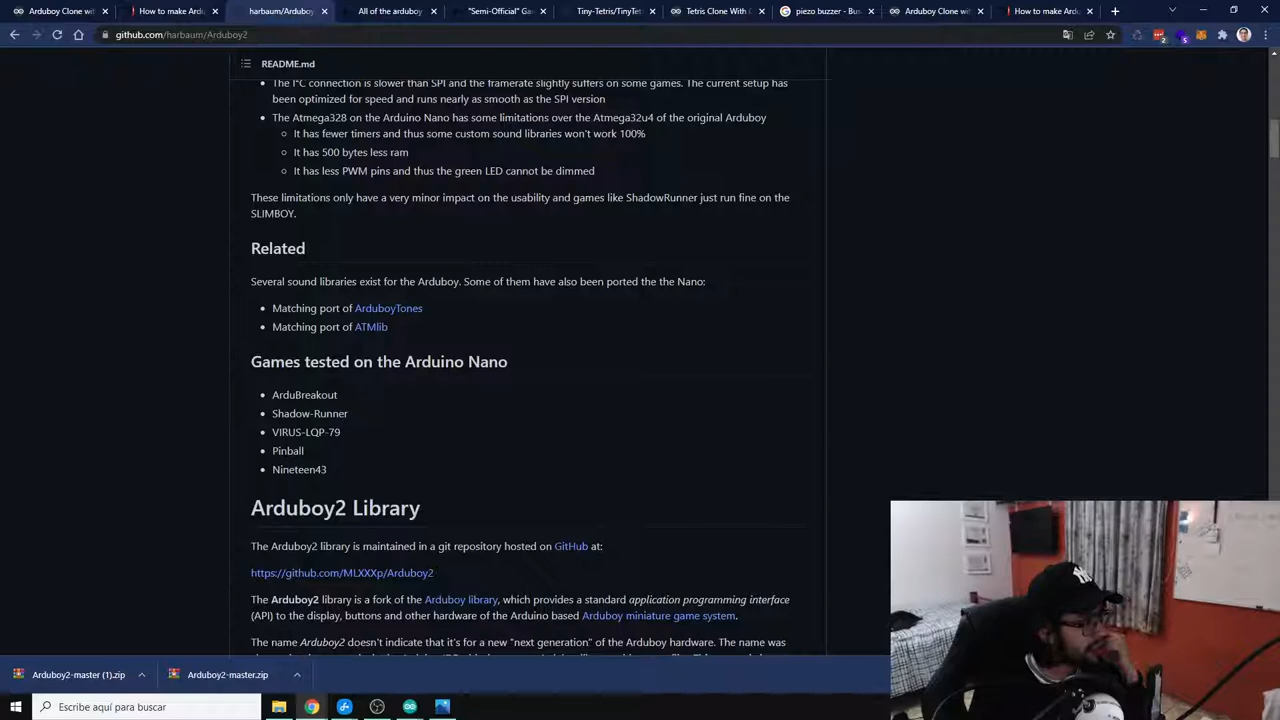 Arduboy Clone with
How to make Ardu
harbaum/Arduboy
All of the arduboy
"Semi-Official" Ga
Tiny-Tetris/TinyTet
Tetris Clone With O
piezo buzzer - Bus
Arduboy Clone with
How to make Ardu
github.com/harbaum/Arduboy2
README.md
The I²C connection is slower than SPI and the framerate slightly suffers on some games. The current setup has
been optimized for speed and runs nearly as smooth as the SPI version
The Atmega328 on the Arduino Nano has some limitations over the Atmega32u4 of the original Arduboy
It has fewer timers and thus some custom sound libraries won't work 100%
It has 500 bytes less ram
It has less PWM pins and thus the green LED cannot be dimmed
These limitations only have a very minor impact on the usability and games like ShadowRunner just run fine on the
SLIMBOY.
Related
Several sound libraries exist for the Arduboy. Some of them have also been ported the the Nano:
Matching port of ArduboyTones
Matching port of ATMlib
Games tested on the Arduino Nano
ArduBreakout
Shadow-Runner
VIRUS-LQP-79
Pinball
Nineteen43
Arduboy2 Library
The Arduboy2 library is maintained in a git repository hosted on GitHub at:
https://github.com/MLXXXp/Arduboy2
The Arduboy2 library is a fork of the Arduboy library, which provides a standard application programming interface
(API) to the display, buttons and other hardware of the Arduino based Arduboy miniature game system.
The name Arduboy2 doesn't indicate that it's for a new "next generation" of the Arduboy hardware. The name was
Arduboy2-master (1).zip
Arduboy2-master.zip
Escribe aquí para buscar